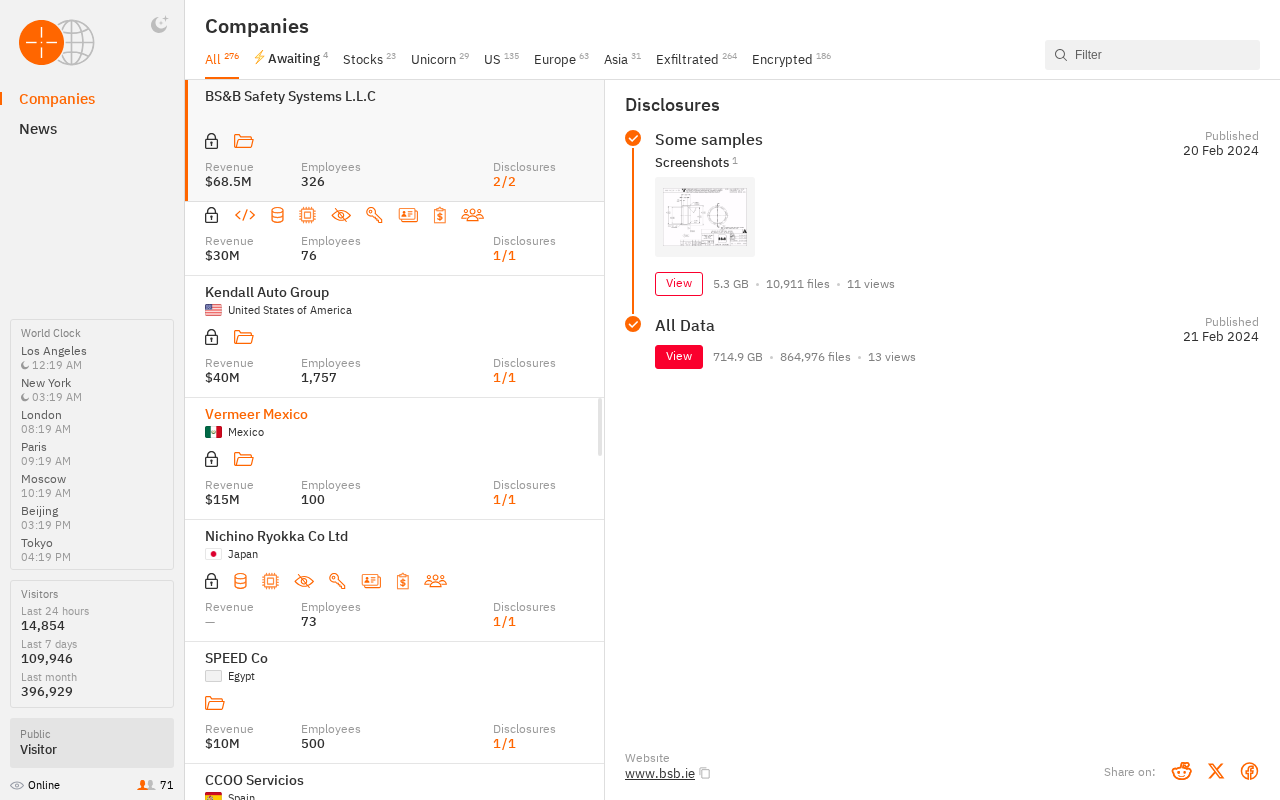 Companies
News
World Clock
Los Angeles
12:19 AM
New York
03:19 AM
London
08:19 AM
Paris
09:19 AM
Moscow
10:19 AM
Beijing
03:19 PM
Tokyo
04:19 PM
Visitors
Last 24 hours
14,854
Last 7 days
109,946
Last month
396,929
Public
Visitor
Online 71
Companies
All 276 Awaiting 4 Stocks 23 Unicorn 29 US 135 Europe 63 Asia 31 Exfiltrated 264 Encrypted 186
Filter
BS&B Safety Systems L.L.C
Revenue Employees Disclosures
$68.5M 326 2/2
Revenue Employees Disclosures
$30M 76 1/1
Kendall Auto Group
United States of America
Revenue Employees Disclosures
$40M 1,757 1/1
Vermeer Mexico
Mexico
Revenue Employees Disclosures
$15M 100 1/1
Nichino Ryokka Co Ltd
Japan
Revenue Employees Disclosures
— 73 1/1
SPEED Co
Egypt
Revenue Employees Disclosures
$10M 500 1/1
CCOO Servicios
Spain
Disclosures
Some samples
Published
20 Feb 2024
Screenshots 1
View 5.3 GB • 10,911 files • 11 views
All Data
Published
21 Feb 2024
View 714.9 GB • 864,976 files • 13 views
Website
www.bsb.ie
Share on: